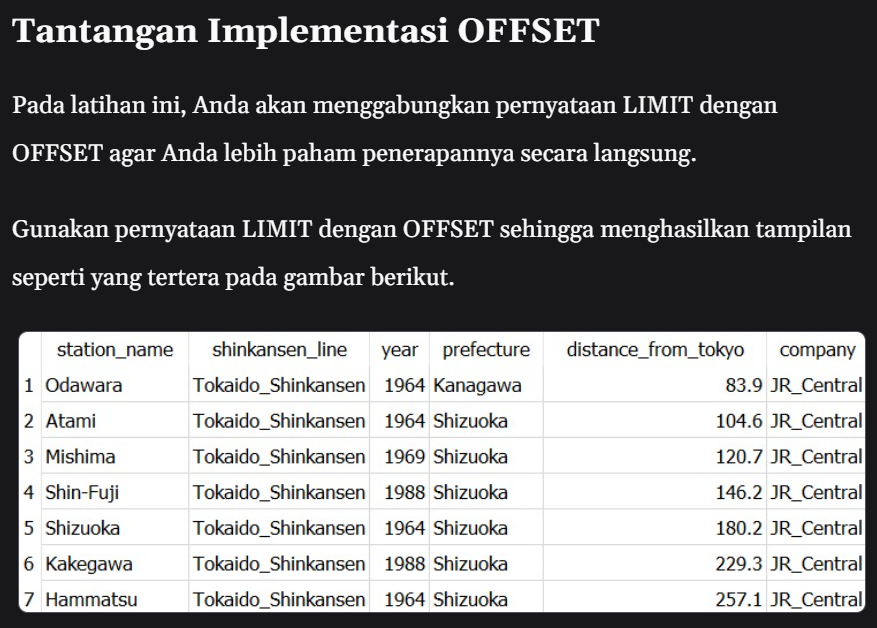 Tantangan Implementasi OFFSET
Pada latihan ini, Anda akan menggabungkan pernyataan LIMIT dengan
OFFSET agar Anda lebih paham penerapannya secara langsung.
Gunakan pernyataan LIMIT dengan OFFSET sehingga menghasilkan tampilan
seperti yang tertera pada gambar berikut.
station_name shinkansen_line year prefecture distance_from_tokyo company
1 Odawara Tokaido_Shinkansen 1964 Kanagawa 83.9 JR_Central
2 Atami Tokaido_Shinkansen 1964 Shizuoka 104.6 JR_Central
3 Mishima Tokaido_Shinkansen 1969 Shizuoka 120.7 JR_Central
4 Shin-Fuji Tokaido_Shinkansen 1988 Shizuoka 146.2 JR_Central
5 Shizuoka Tokaido_Shinkansen 1964 Shizuoka 180.2 JR_Central
6 Kakegawa Tokaido_Shinkansen 1988 Shizuoka 229.3 JR_Central
7 Hammatsu Tokaido_Shinkansen 1964 Shizuoka 257.1 JR_Central